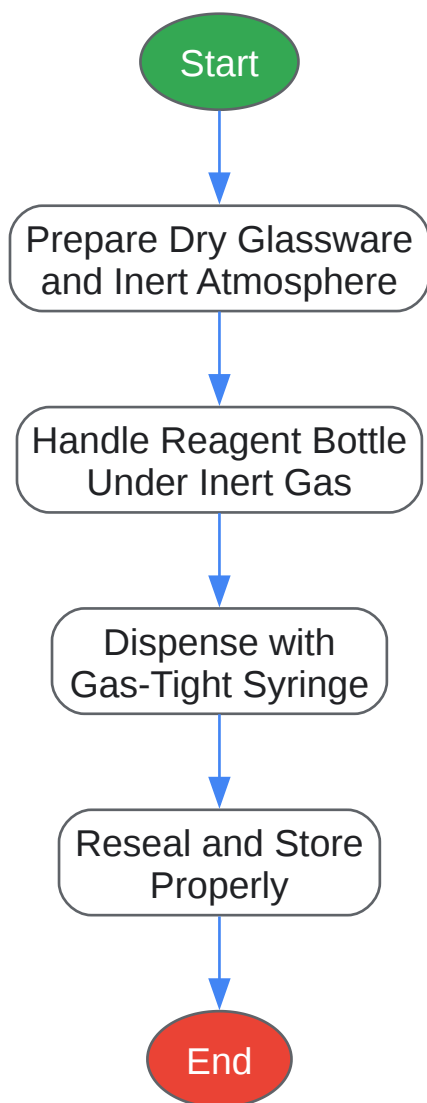 Start
Prepare Dry Glassware
and Inert Atmosphere
Handle Reagent Bottle
Under Inert Gas
Dispense with
Gas-Tight Syringe
Reseal and Store
Properly
End